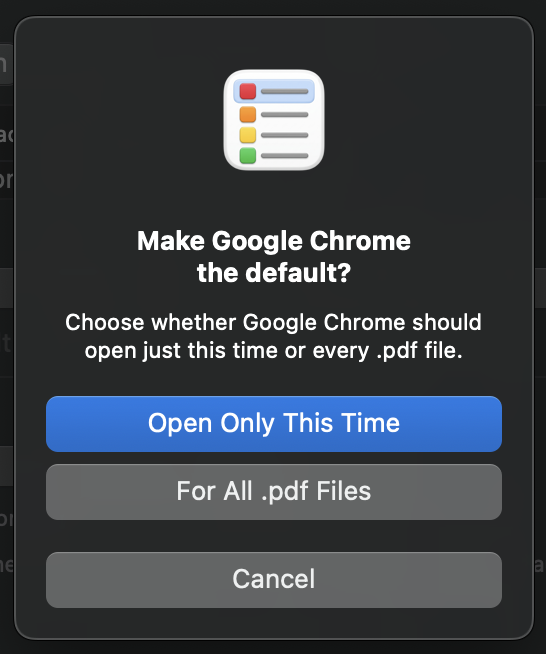 Make Google Chrome
the default?
Choose whether Google Chrome should
open just this time or every .pdf file.
Open Only This Time
For All .pdf Files
Cancel